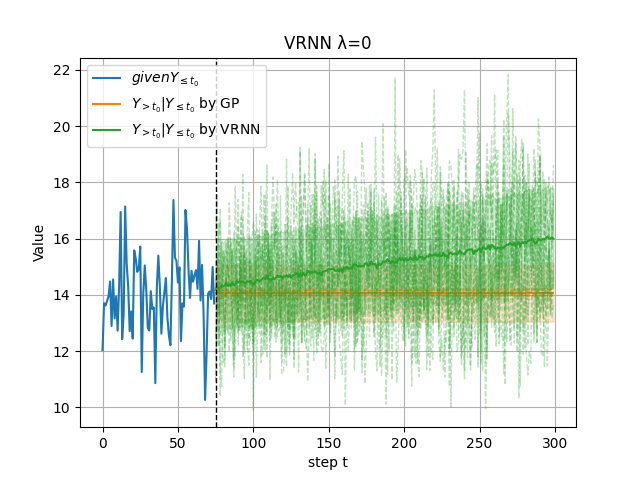 VRNN λ=0
givenY≤t₀
Y>t₀|Y≤t₀ by GP
Y>t₀|Y≤t₀ by VRNN
22
20
18
16
14
12
10
Value
0
50
100
150
200
250
300
step t